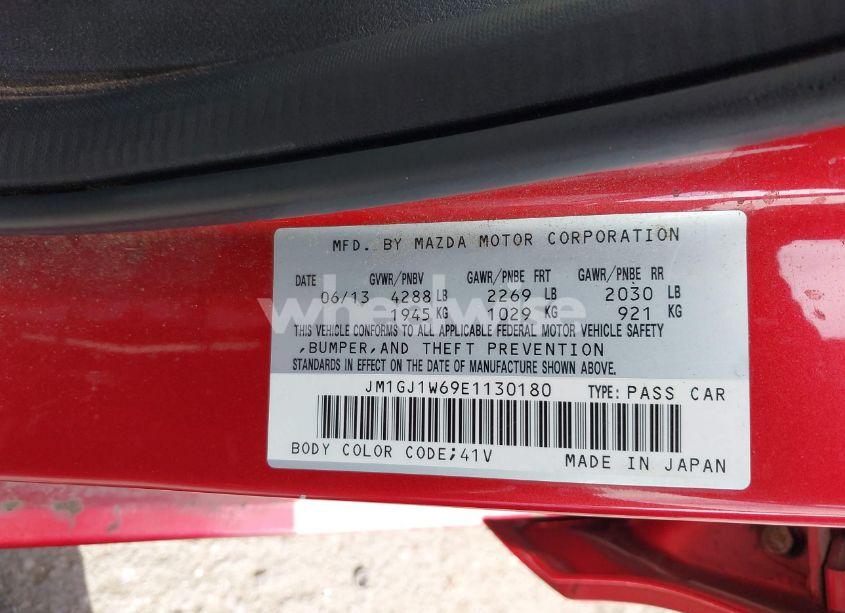 MFD. BY MAZDA MOTOR CORPORATION
DATE GVWR/PNBV GAWR/PNBE FRT GAWR/PNBE RR
06/13 4288 LB 2269 LB 2030 LB
1945 KG 1029 KG 921 KG
THIS VEHICLE CONFORMS TO ALL APPLICABLE FEDERAL MOTOR VEHICLE SAFETY
,BUMPER,AND THEFT PREVENTION
STANDARDS IN EFFECT ON THE DATE OF MANUFACTURE SHOWN ABOVE.
JM1GJ1W69E1130180 TYPE: PASS CAR
BODY COLOR CODE;41V MADE IN JAPAN
wheelwise